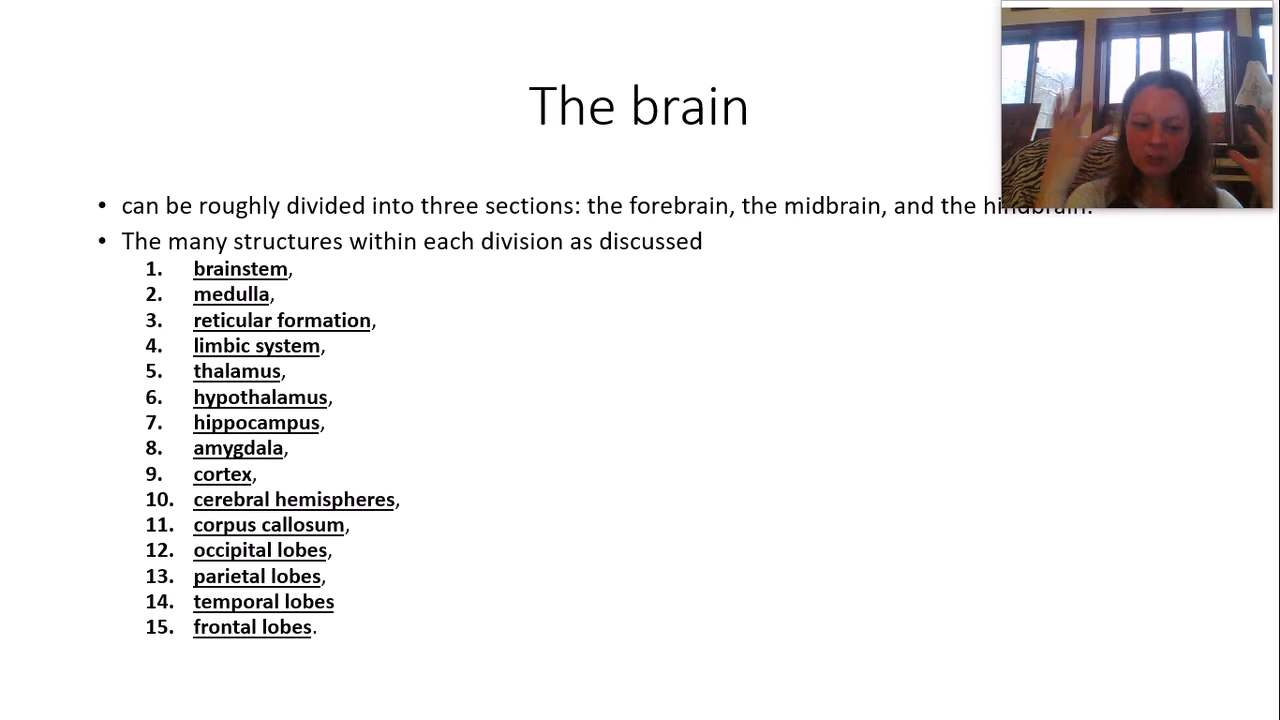 The brain
• can be roughly divided into three sections: the forebrain, the midbrain, and the hindbrain.
• The many structures within each division as discussed
1. brainstem,
2. medulla,
3. reticular formation,
4. limbic system,
5. thalamus,
6. hypothalamus,
7. hippocampus,
8. amygdala,
9. cortex,
10. cerebral hemispheres,
11. corpus callosum,
12. occipital lobes,
13. parietal lobes,
14. temporal lobes
15. frontal lobes.